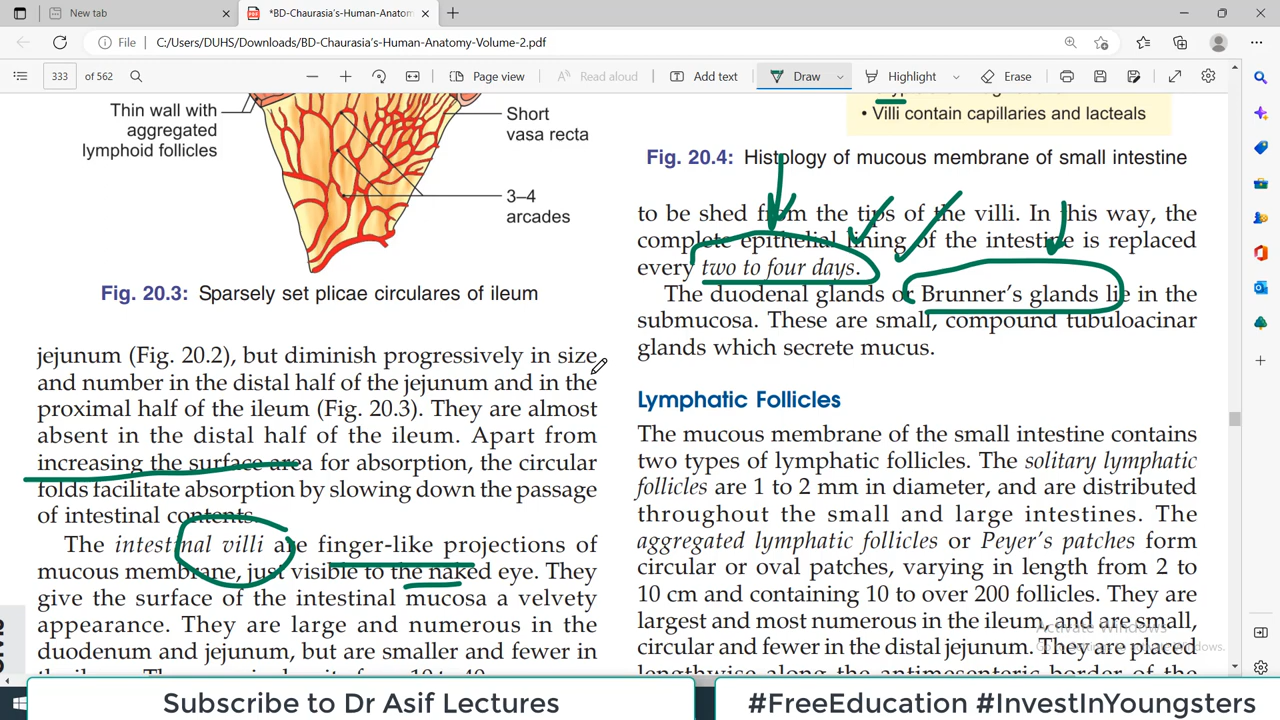 New tab
*BD-Chaurasia's-Human-Anatom
File
C:/Users/DUHS/Downloads/BD-Chaurasia's-Human-Anatomy-Volume-2.pdf
333
of 562
Page view
Read aloud
Add text
Draw
Highlight
Erase
Thin wall with
aggregated
lymphoid follicles
Short
vasa recta
3–4
arcades
Fig. 20.3: Sparsely set plicae circulares of ileum
jejunum (Fig. 20.2), but diminish progressively in size
and number in the distal half of the jejunum and in the
proximal half of the ileum (Fig. 20.3). They are almost
absent in the distal half of the ileum. Apart from
increasing the surface area for absorption, the circular
folds facilitate absorption by slowing down the passage
of intestinal contents.
The intestinal villi are finger-like projections of
mucous membrane, just visible to the naked eye. They
give the surface of the intestinal mucosa a velvety
appearance. They are large and numerous in the
duodenum and jejunum, but are smaller and fewer in
• Villi contain capillaries and lacteals
Fig. 20.4: Histology of mucous membrane of small intestine
to be shed from the tips of the villi. In this way, the
complete epithelial lining of the intestine is replaced
every two to four days.
The duodenal glands or Brunner's glands lie in the
submucosa. These are small, compound tubuloacinar
glands which secrete mucus.
Lymphatic Follicles
The mucous membrane of the small intestine contains
two types of lymphatic follicles. The solitary lymphatic
follicles are 1 to 2 mm in diameter, and are distributed
throughout the small and large intestines. The
aggregated lymphatic follicles or Peyer's patches form
circular or oval patches, varying in length from 2 to
10 cm and containing 10 to over 200 follicles. They are
largest and most numerous in the ileum, and are small,
circular and fewer in the distal jejunum. They are placed
lengthwise along the antimesenteric border of the
Activate Windows
Subscribe to Dr Asif Lectures
#FreeEducation #InvestInYoungsters